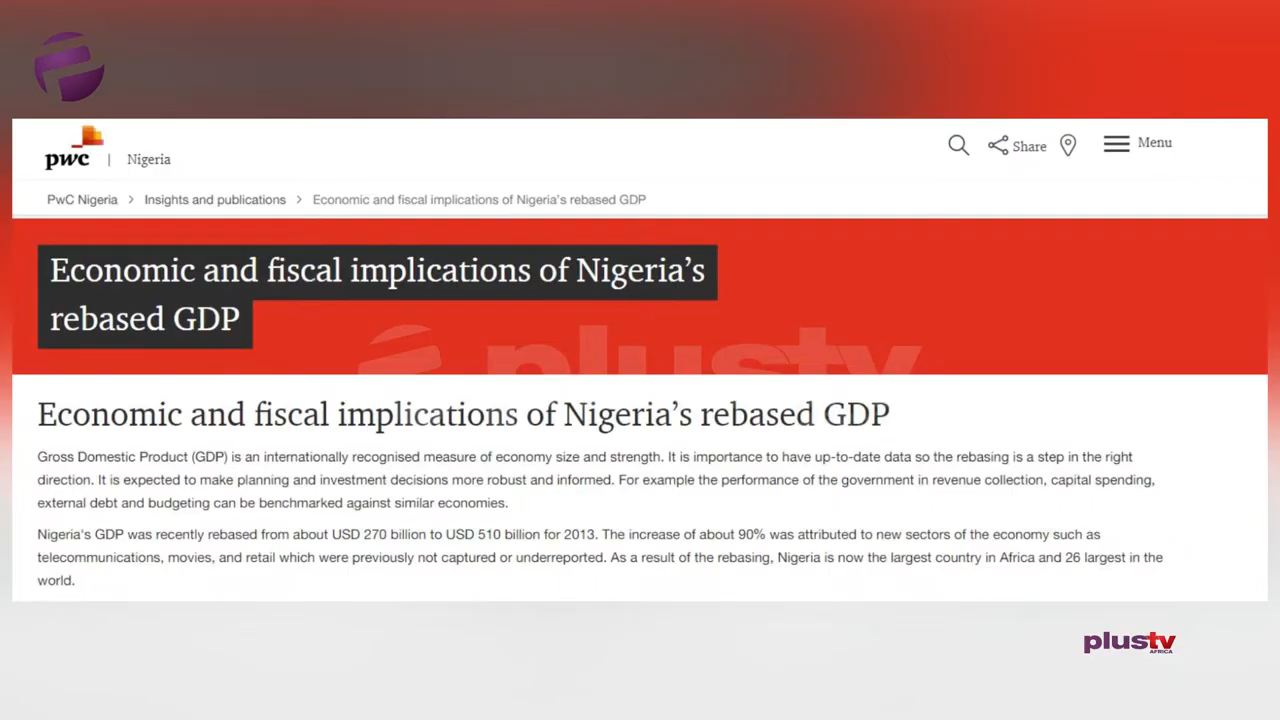 pwc | Nigeria
Share
Menu
PwC Nigeria > Insights and publications > Economic and fiscal implications of Nigeria's rebased GDP
Economic and fiscal implications of Nigeria's
rebased GDP
plustv
Economic and fiscal implications of Nigeria's rebased GDP
Gross Domestic Product (GDP) is an internationally recognised measure of economy size and strength. It is importance to have up-to-date data so the rebasing is a step in the right
direction. It is expected to make planning and investment decisions more robust and informed. For example the performance of the government in revenue collection, capital spending,
external debt and budgeting can be benchmarked against similar economies.
Nigeria's GDP was recently rebased from about USD 270 billion to USD 510 billion for 2013. The increase of about 90% was attributed to new sectors of the economy such as
telecommunications, movies, and retail which were previously not captured or underreported. As a result of the rebasing, Nigeria is now the largest country in Africa and 26 largest in the
world.
plustv
AFRICA